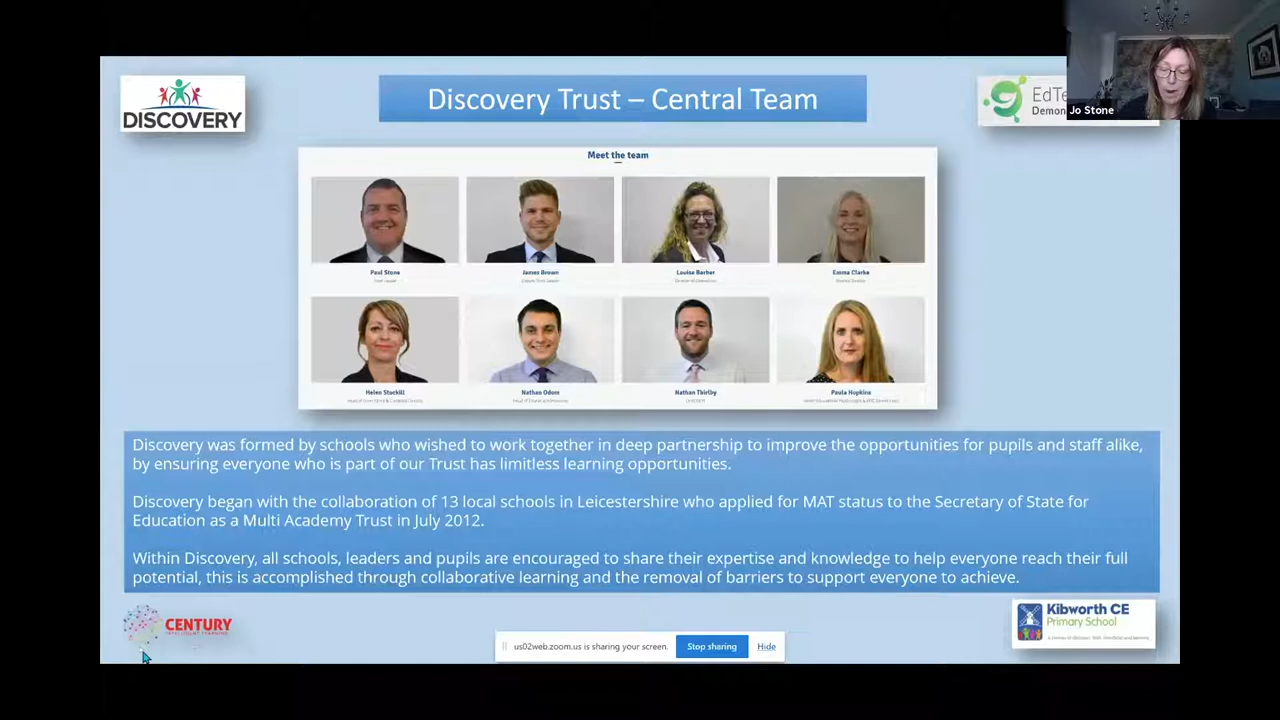 DISCOVERY
Discovery Trust – Central Team
Jo Stone
Meet the team
Paul Stone
James Brown
Louise Barber
Emma Clarke
Helen Stockill
Nathan Odom
Nathan Thirlby
Paula Hopkins
Discovery was formed by schools who wished to work together in deep partnership to improve the opportunities for pupils and staff alike,
by ensuring everyone who is part of our Trust has limitless learning opportunities.
Discovery began with the collaboration of 13 local schools in Leicestershire who applied for MAT status to the Secretary of State for
Education as a Multi Academy Trust in July 2012.
Within Discovery, all schools, leaders and pupils are encouraged to share their expertise and knowledge to help everyone reach their full
potential, this is accomplished through collaborative learning and the removal of barriers to support everyone to achieve.
CENTURY
us02web.zoom.us is sharing your screen.
Stop sharing
Hide
Kibworth CE
Primary School